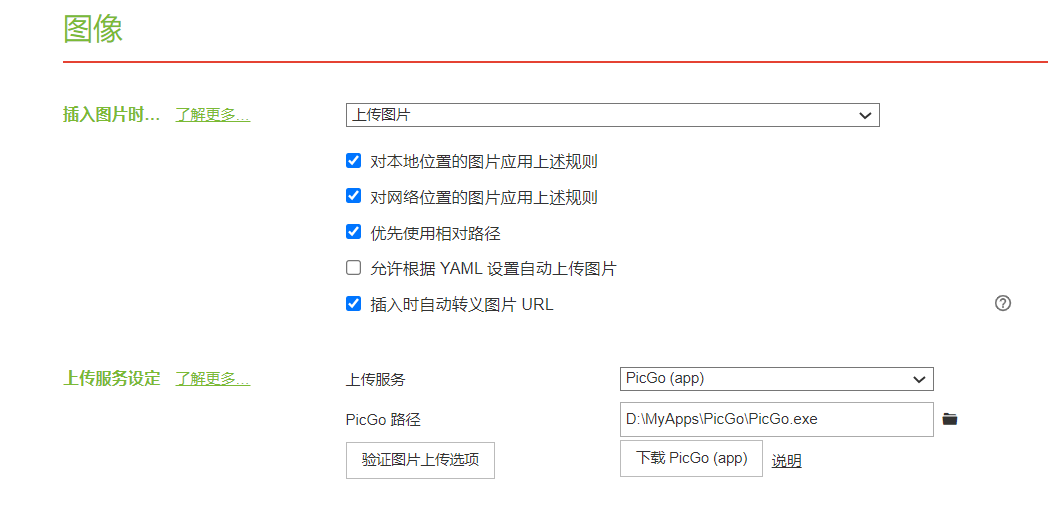 图像
插入图片时... 了解更多... 上传图片
对本地位置的图片应用上述规则
对网络位置的图片应用上述规则
优先使用相对路径
允许根据 YAML 设置自动上传图片
插入时自动转义图片 URL
上传服务设定 了解更多... 上传服务 PicGo (app)
PicGo 路径 D:\MyApps\PicGo\PicGo.exe
验证图片上传选项 下载 PicGo (app) 说明